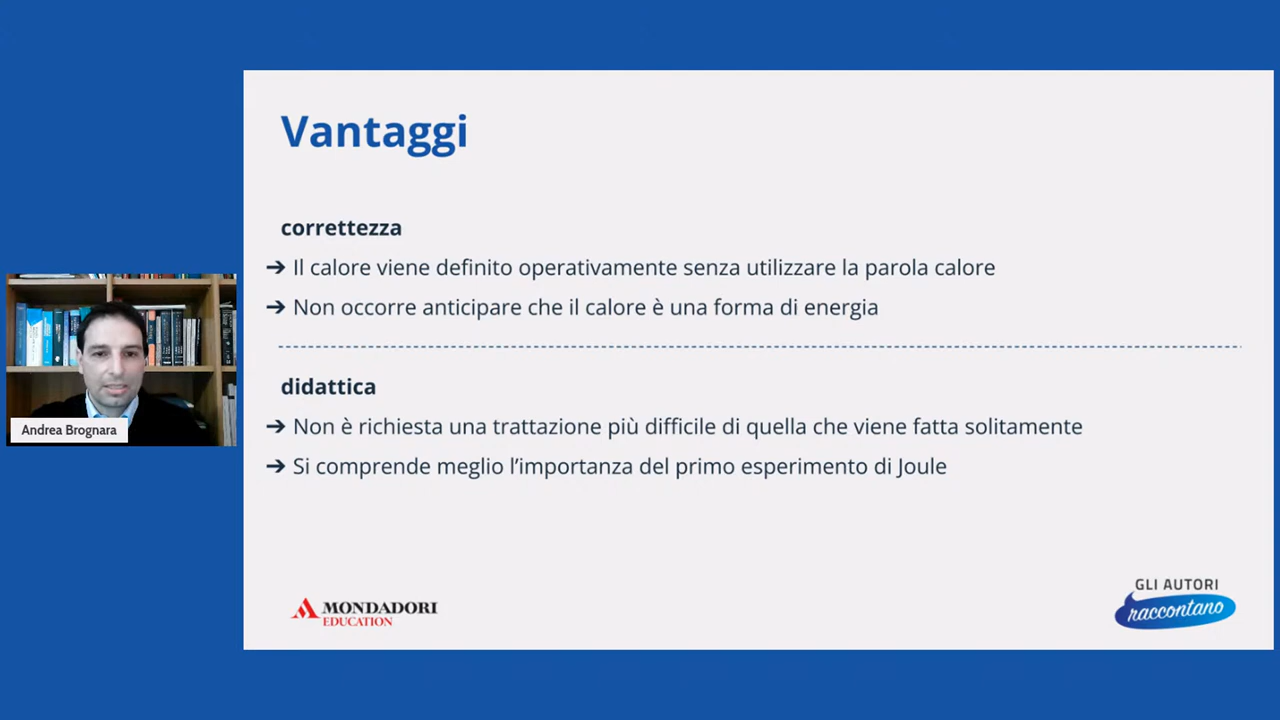 Vantaggi
correttezza
➔ Il calore viene definito operativamente senza utilizzare la parola calore
➔ Non occorre anticipare che il calore è una forma di energia
didattica
➔ Non è richiesta una trattazione più difficile di quella che viene fatta solitamente
➔ Si comprende meglio l’importanza del primo esperimento di Joule
Andrea Brognara
MONDADORI
EDUCATION
GLI AUTORI
raccontano